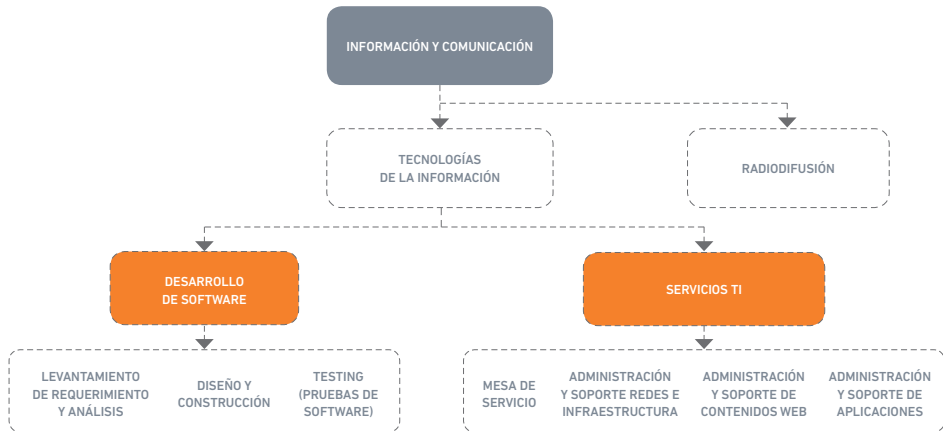 INFORMACIÓN Y COMUNICACIÓN
TECNOLOGÍAS
DE LA INFORMACIÓN
RADIODIFUSIÓN
DESARROLLO
DE SOFTWARE
SERVICIOS TI
LEVANTAMIENTO
DE REQUERIMIENTO
Y ANÁLISIS
DISEÑO Y
CONSTRUCCIÓN
TESTING
(PRUEBAS DE
SOFTWARE)
MESA DE
SERVICIO
ADMINISTRACIÓN
Y SOPORTE REDES E
INFRAESTRUCTURA
ADMINISTRACIÓN
Y SOPORTE DE
CONTENIDOS WEB
ADMINISTRACIÓN
Y SOPORTE DE
APLICACIONES